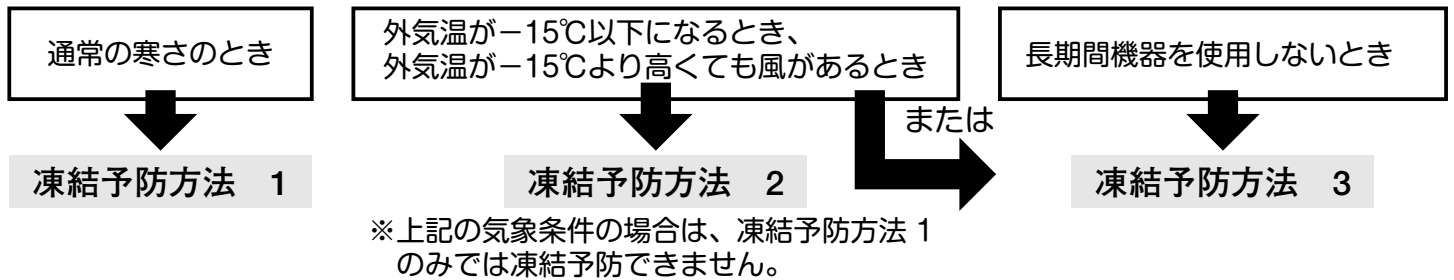 通常の寒さのとき
外気温が－15℃以下になるとき、
外気温が－15℃より高くても風があるとき
長期間機器を使用しないとき
または
凍結予防方法　1
凍結予防方法　2
凍結予防方法　3
※上記の気象条件の場合は、凍結予防方法 1
のみでは凍結予防できません。